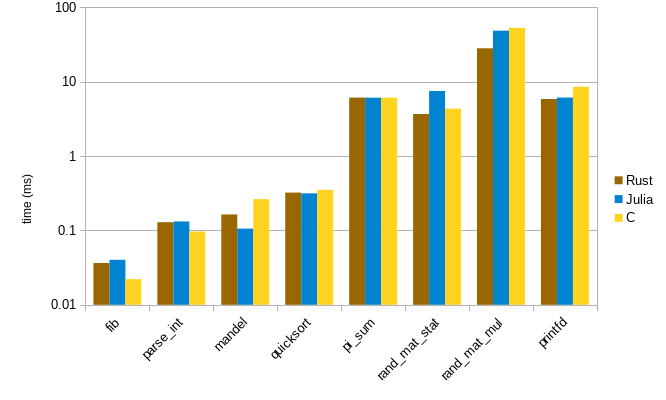 100
10
1
0.1
0.01
time (ms)
fib
parse_int
mandel
quicksort
pi_sum
rand_mat_stat
rand_mat_mul
printfd
Rust
Julia
C